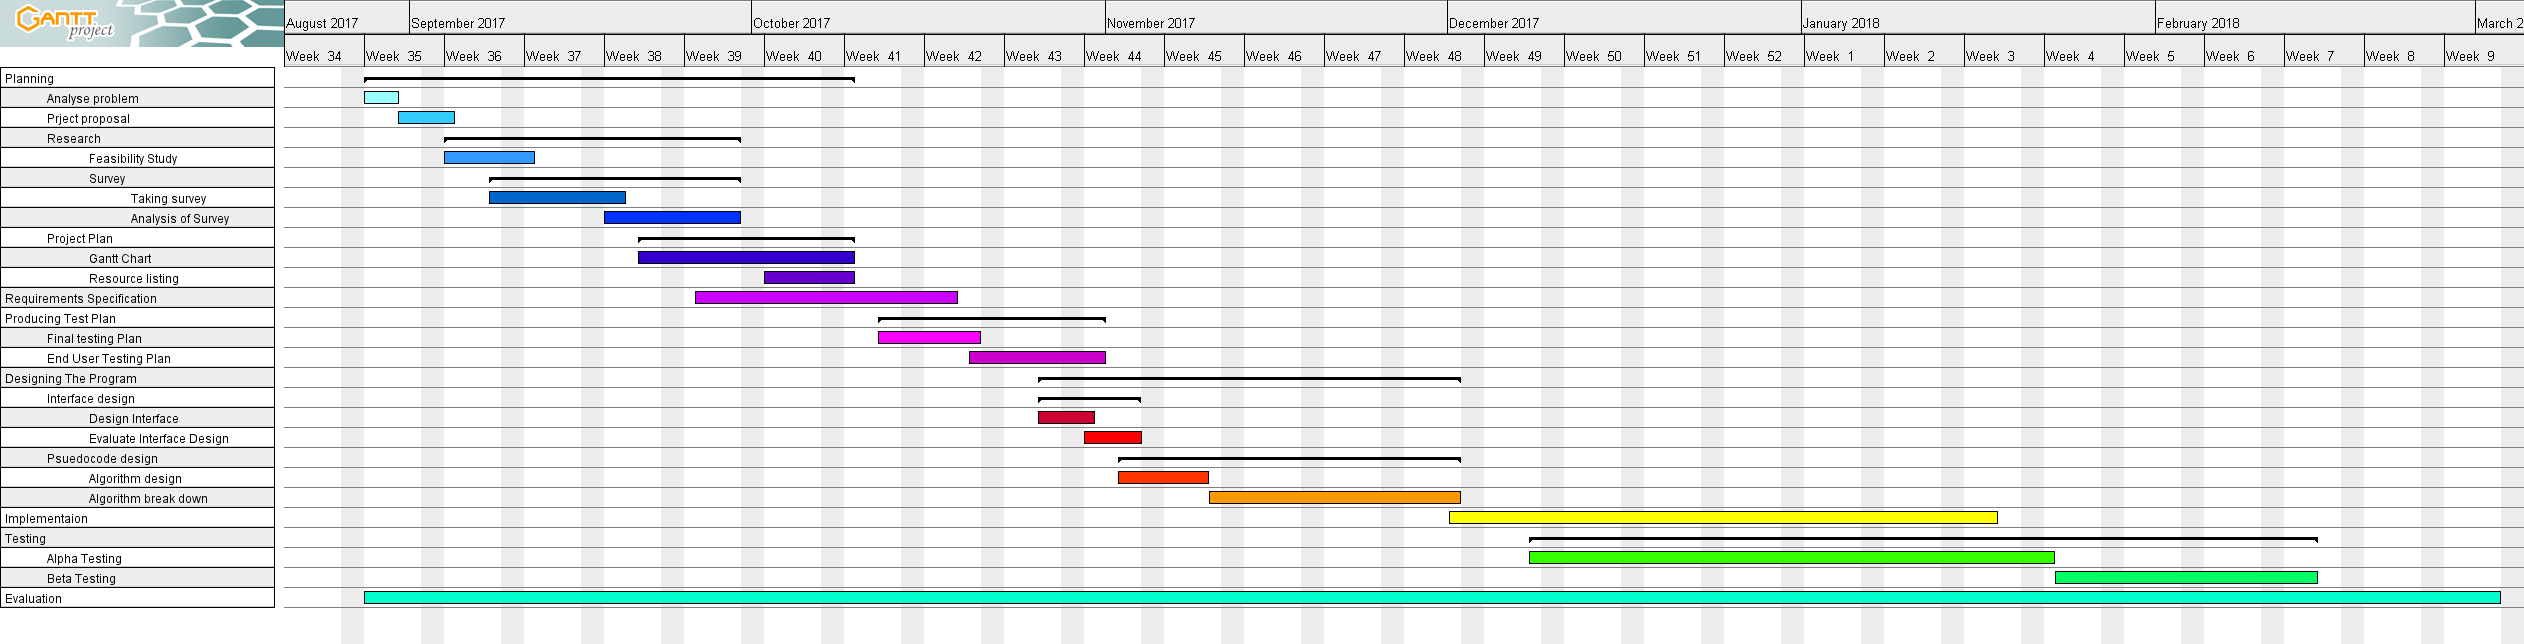 GANTT
project
August 2017 September 2017 October 2017 November 2017 December 2017 January 2018 February 2018 March 2
Week 34 Week 35 Week 36 Week 37 Week 38 Week 39 Week 40 Week 41 Week 42 Week 43 Week 44 Week 45 Week 46 Week 47 Week 48 Week 49 Week 50 Week 51 Week 52 Week 1 Week 2 Week 3 Week 4 Week 5 Week 6 Week 7 Week 8 Week 9
Planning
Analyse problem
Prject proposal
Research
Feasibility Study
Survey
Taking survey
Analysis of Survey
Project Plan
Gantt Chart
Resource listing
Requirements Specification
Producing Test Plan
Final testing Plan
End User Testing Plan
Designing The Program
Interface design
Design Interface
Evaluate Interface Design
Psuedocode design
Algorithm design
Algorithm break down
Implementaion
Testing
Alpha Testing
Beta Testing
Evaluation